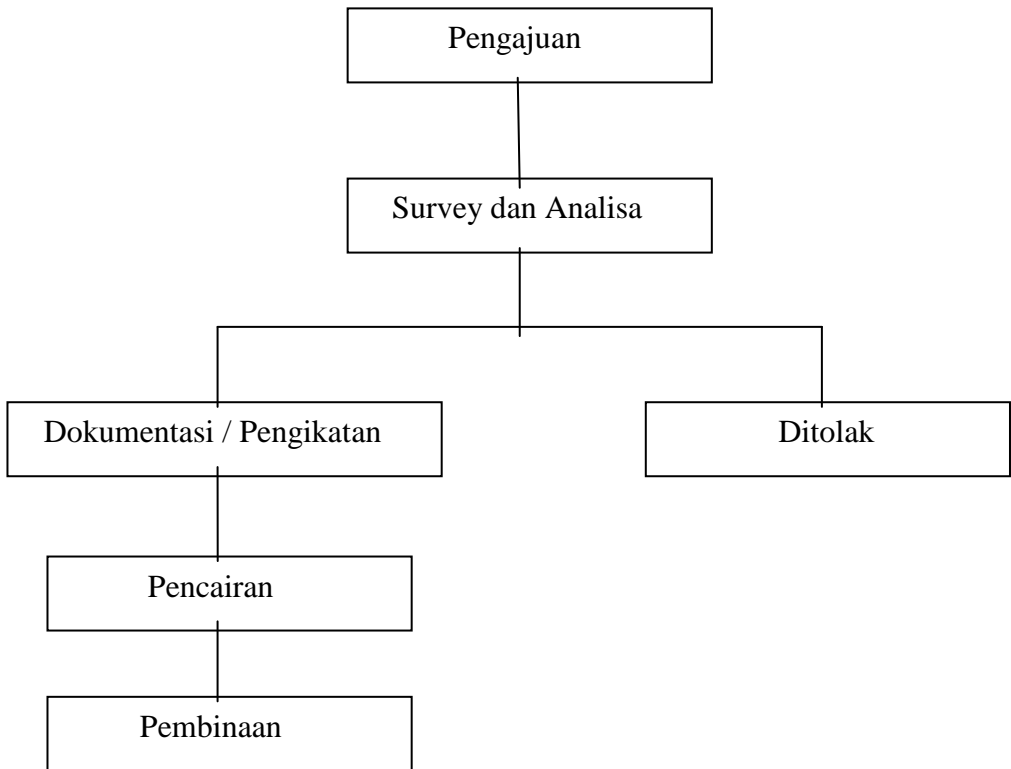 Pengajuan
Survey dan Analisa
Dokumentasi / Pengikatan
Ditolak
Pencairan
Pembinaan